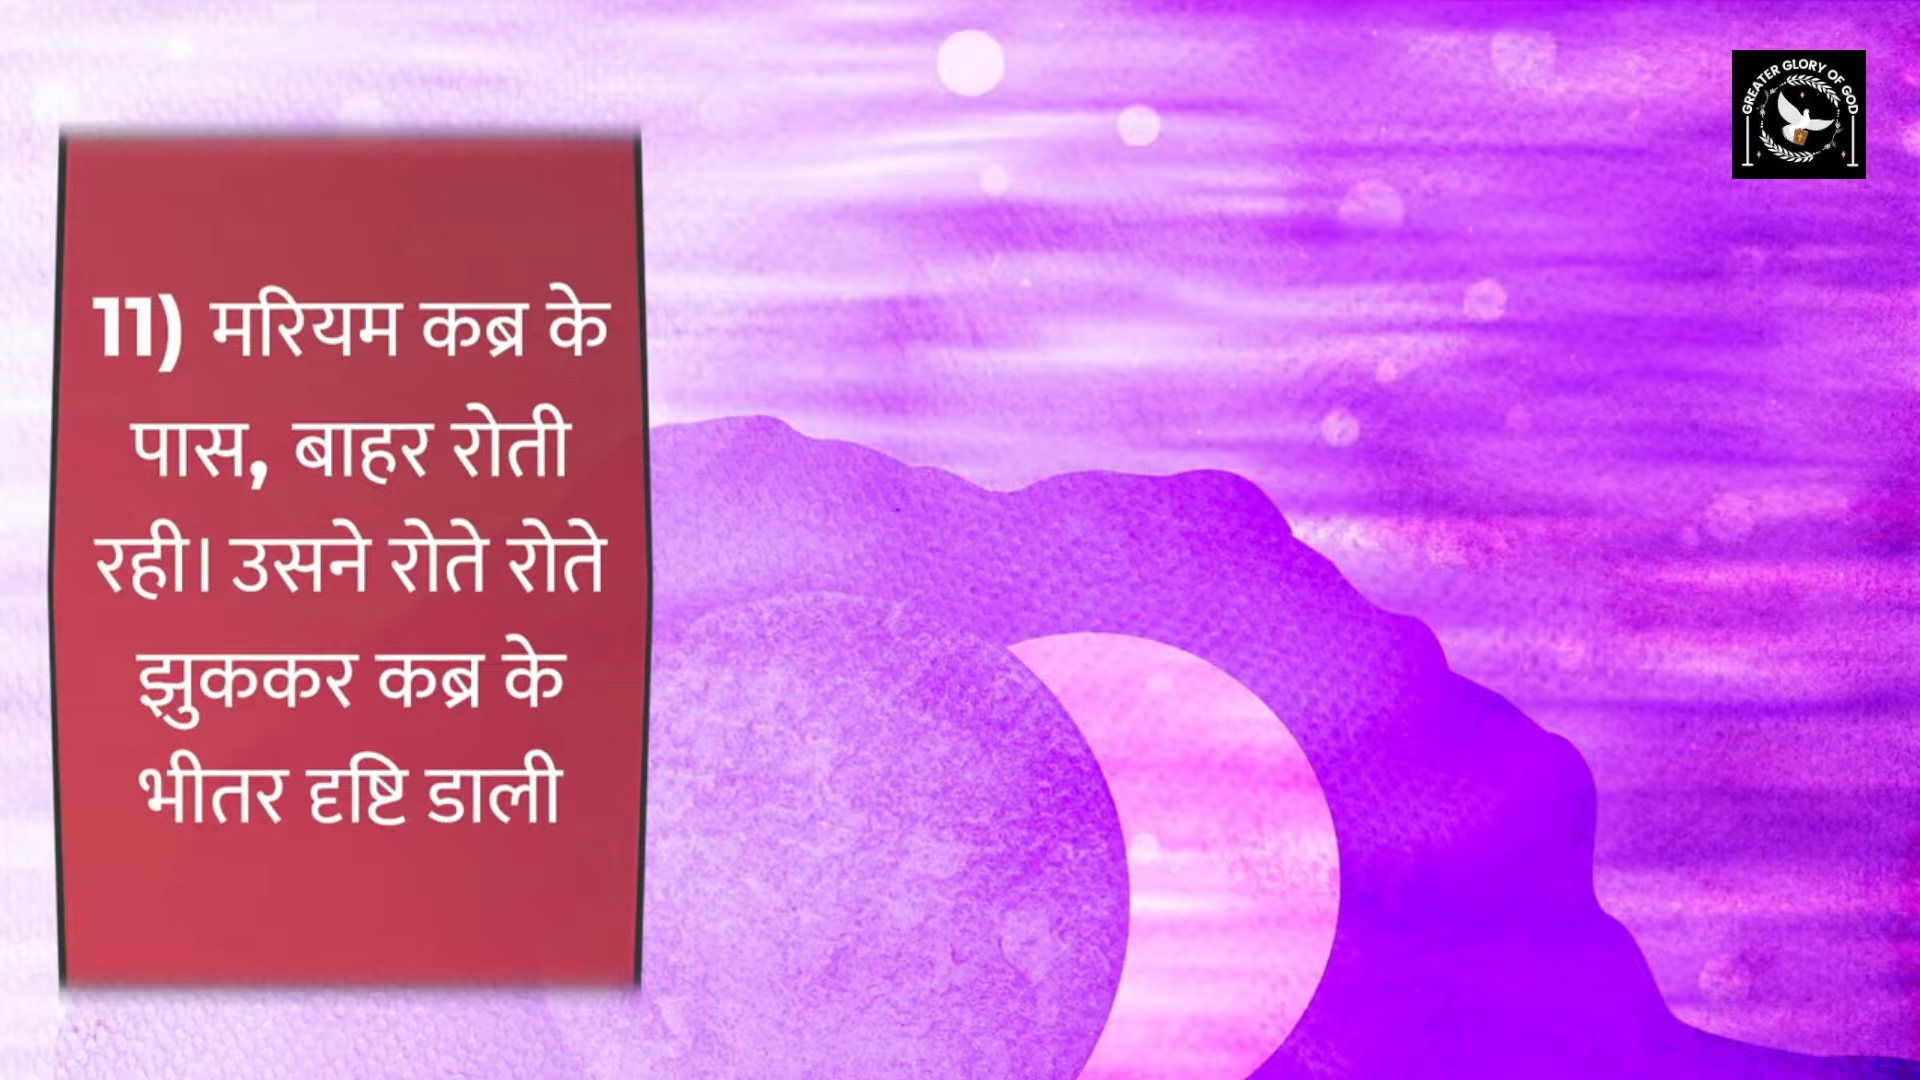 GREATER GLORY OF GOD
11) मरियम कब्र के
पास, बाहर रोती
रही। उसने रोते रोते
झुककर कब्र के
भीतर दृष्टि डाली